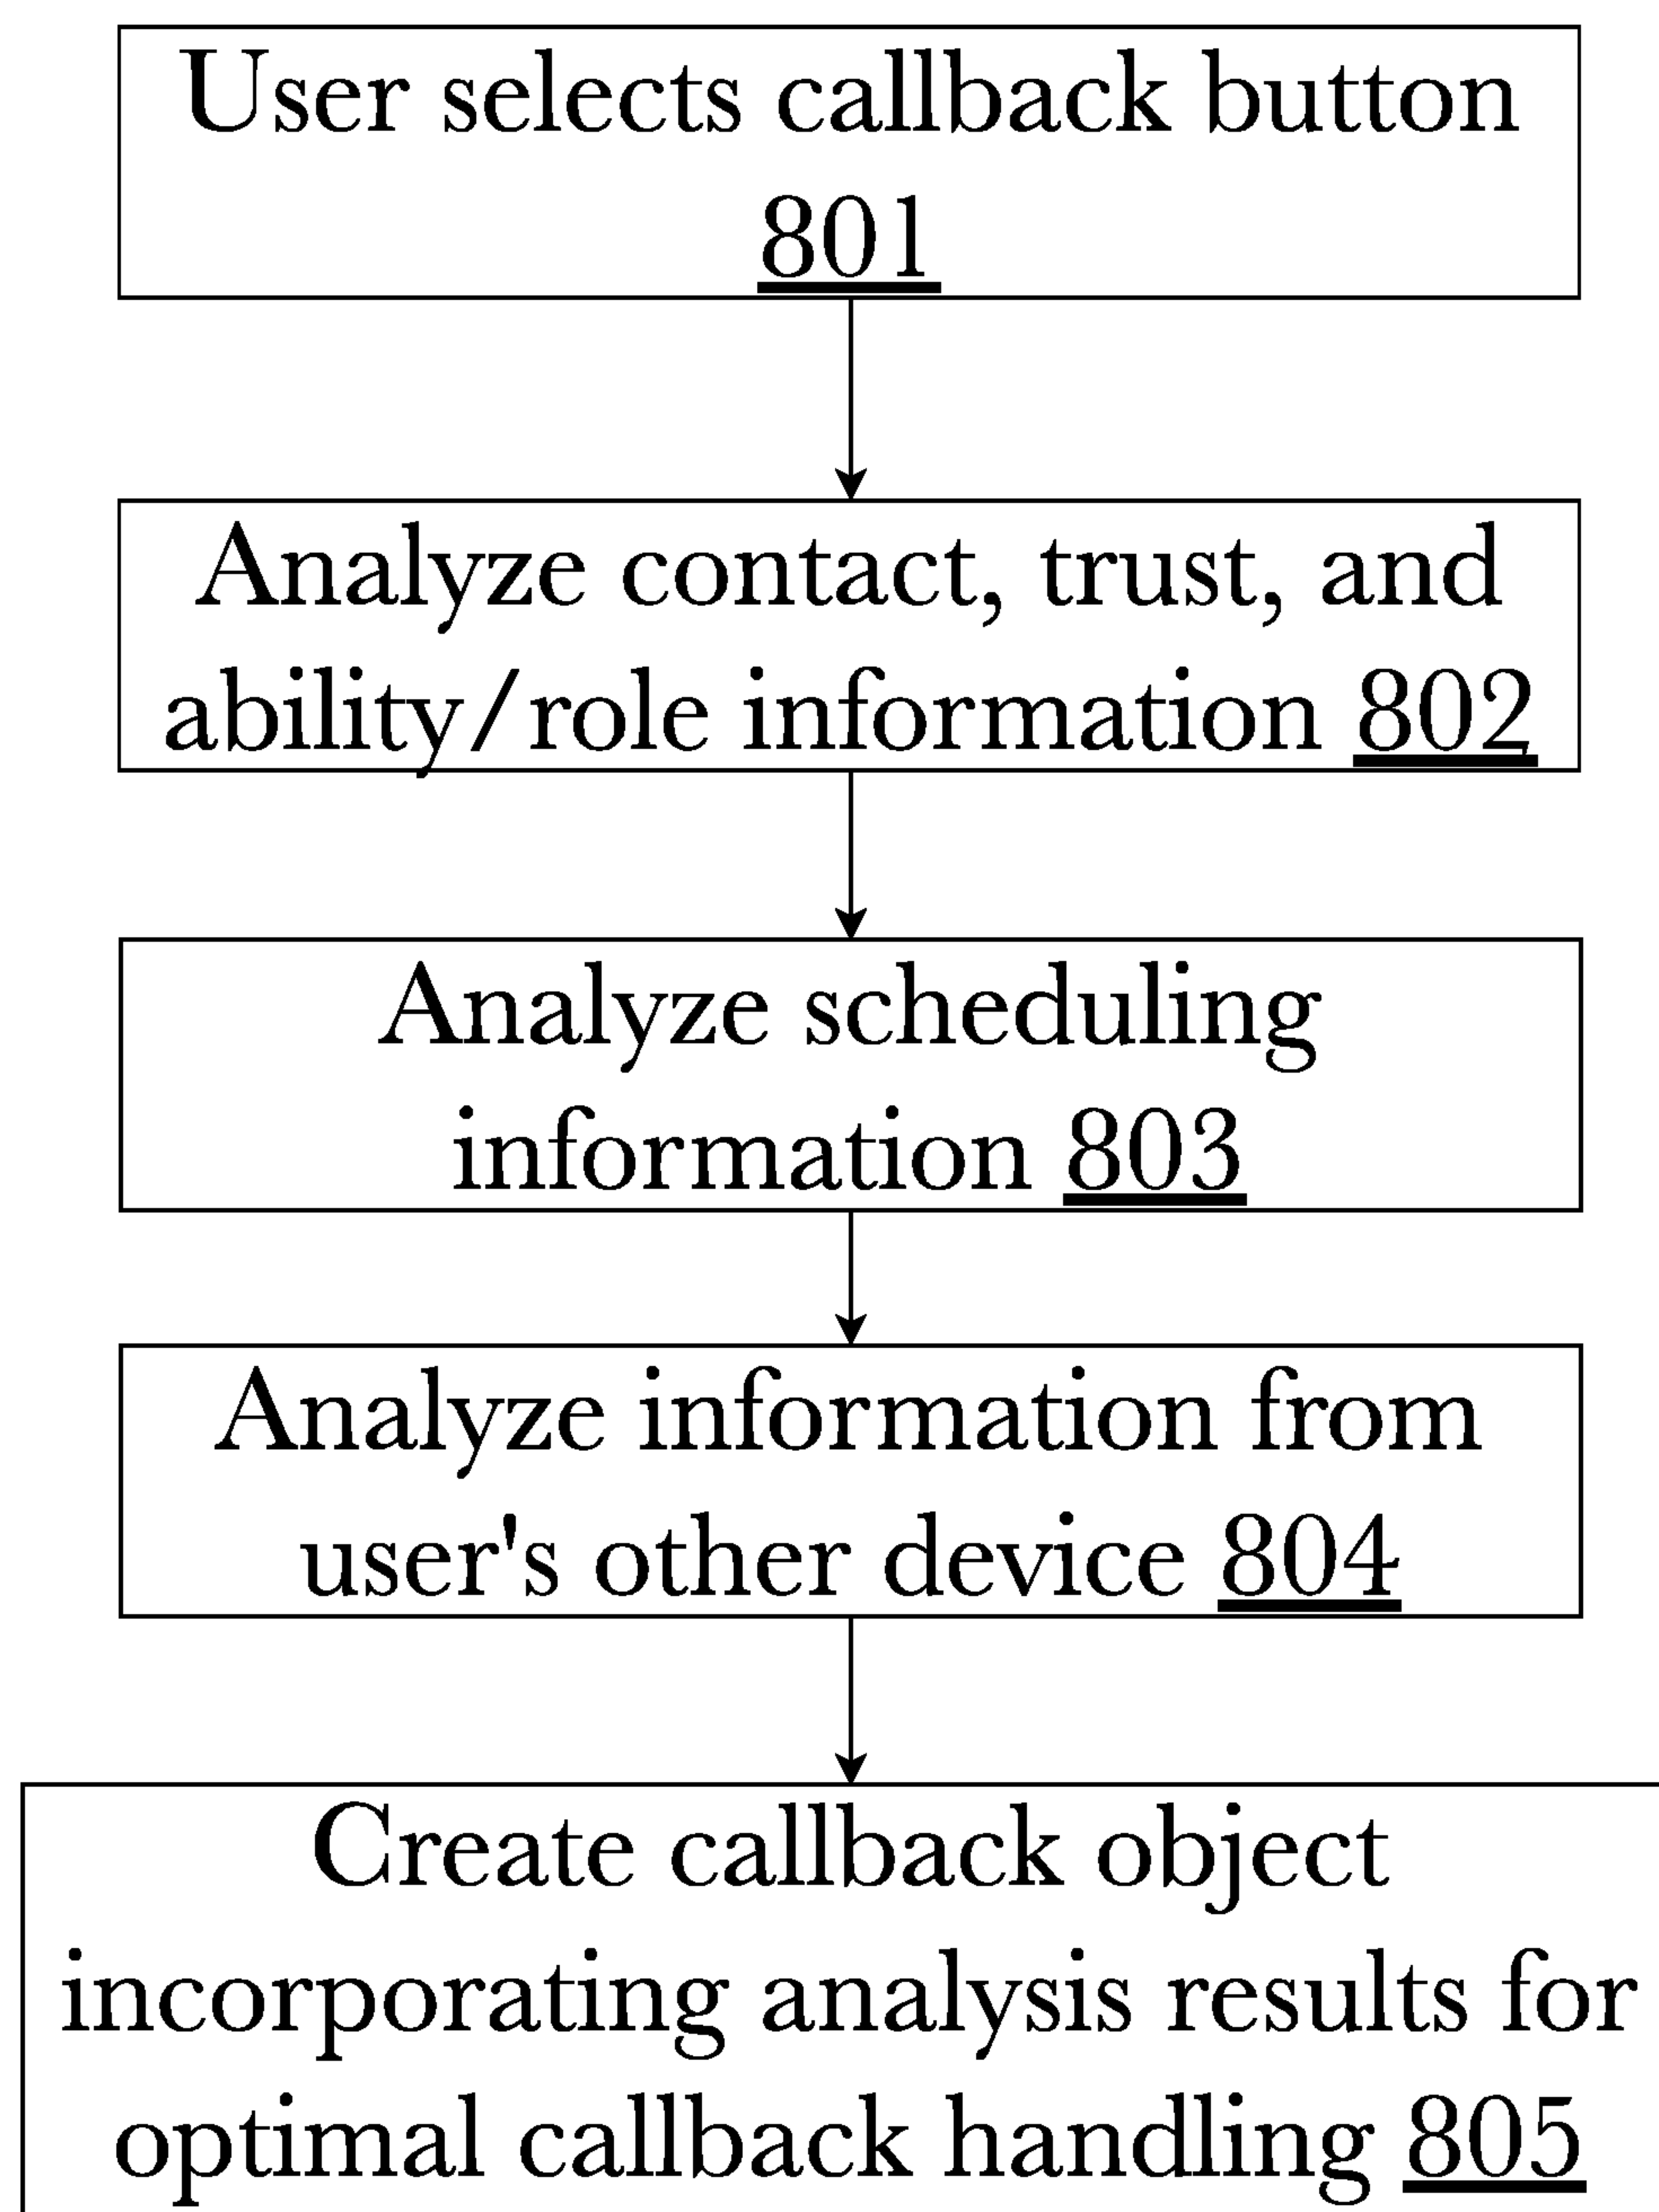 User selects callback button
801
Analyze contact, trust, and
ability/role information 802
Analyze scheduling
information 803
Analyze information from
user's other device 804
Create callback object
incorporating analysis results for
optimal callback handling 805